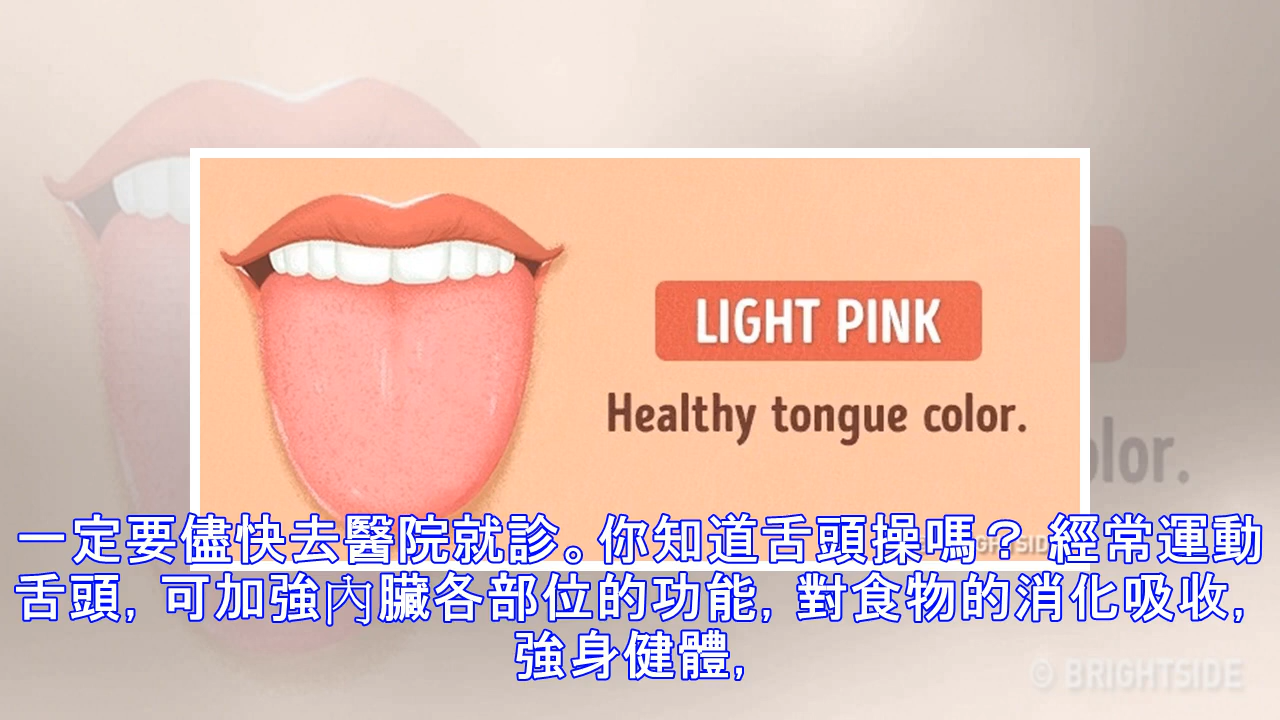 LIGHT PINK
Healthy tongue color.
olor.
一定要儘快去醫院就診。你知道舌頭操嗎？經常運動
舌頭, 可加強內臟各部位的功能, 對食物的消化吸收,
強身健體,
© BRIGHTSIDE